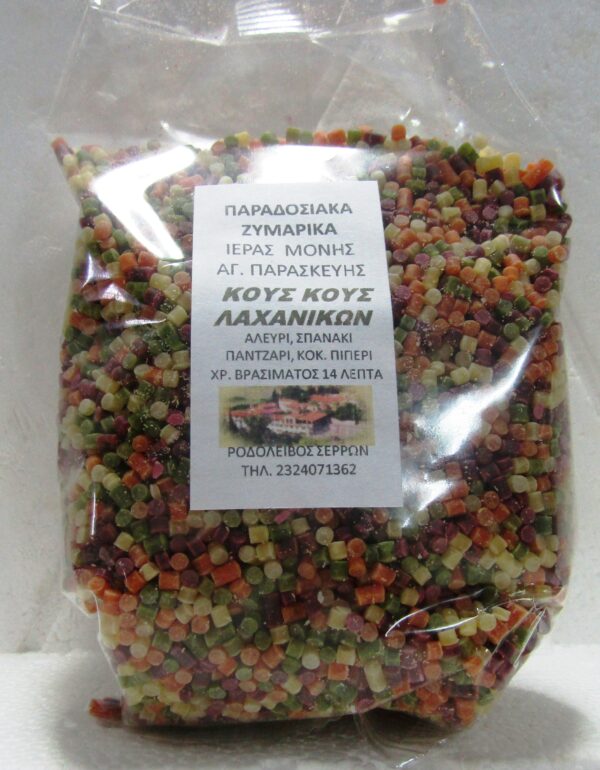 ΠΑΡΑΔΟΣΙΑΚΑ
ΖΥΜΑΡΙΚΑ
ΙΕΡΑΣ ΜΟΝΗΣ
ΑΓ. ΠΑΡΑΣΚΕΥΗΣ
ΚΟΥΣ ΚΟΥΣ
ΛΑΧΑΝΙΚΩΝ
ΑΛΕΥΡΙ, ΣΠΑΝΑΚΙ
ΠΑΝΤΖΑΡΙ, ΚΟΚ. ΠΙΠΕΡΙ
ΧΡ. ΒΡΑΣΙΜΑΤΟΣ 14 ΛΕΠΤΑ
ΡΟΔΟΛΕΙΒΟΣ ΣΕΡΡΩΝ
ΤΗΛ. 2324071362